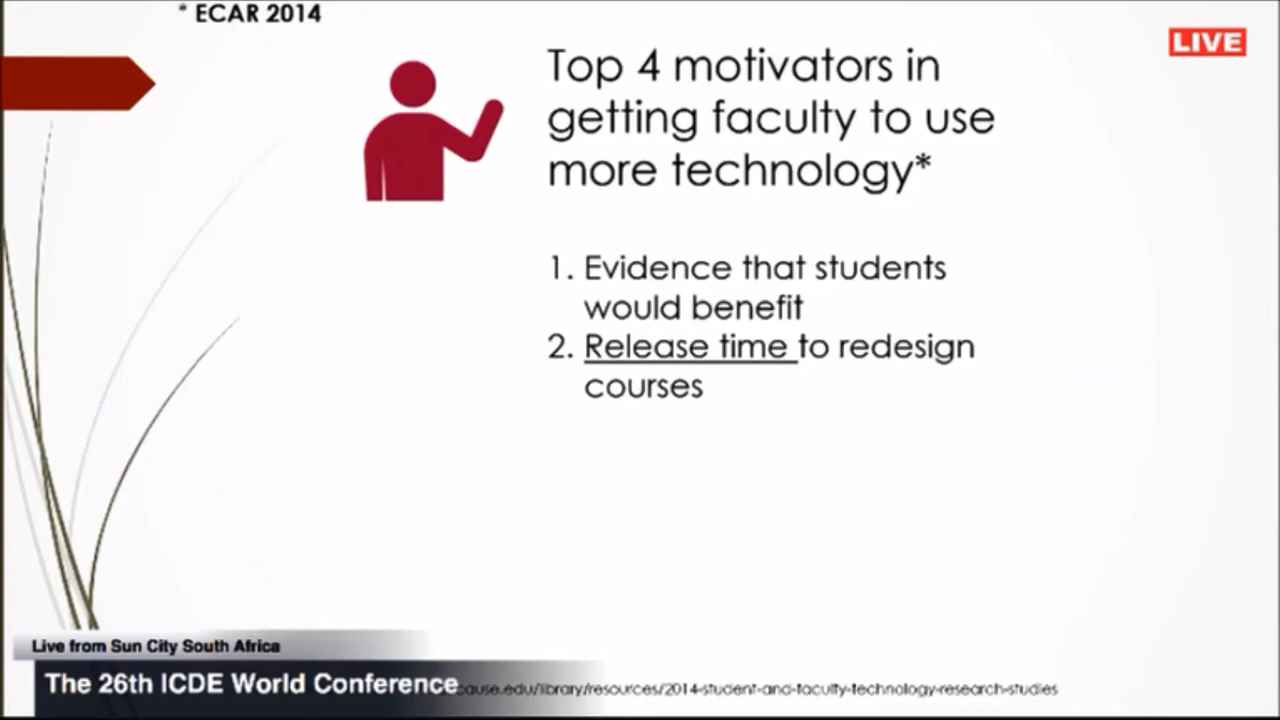 * ECAR 2014
LIVE
Top 4 motivators in
getting faculty to use
more technology*
1. Evidence that students
would benefit
2. Release time to redesign
courses
Live from Sun City South Africa
The 26th ICDE World Conference
cause.edu/library/resources/2014-student-and-faculty-technology-research-studies